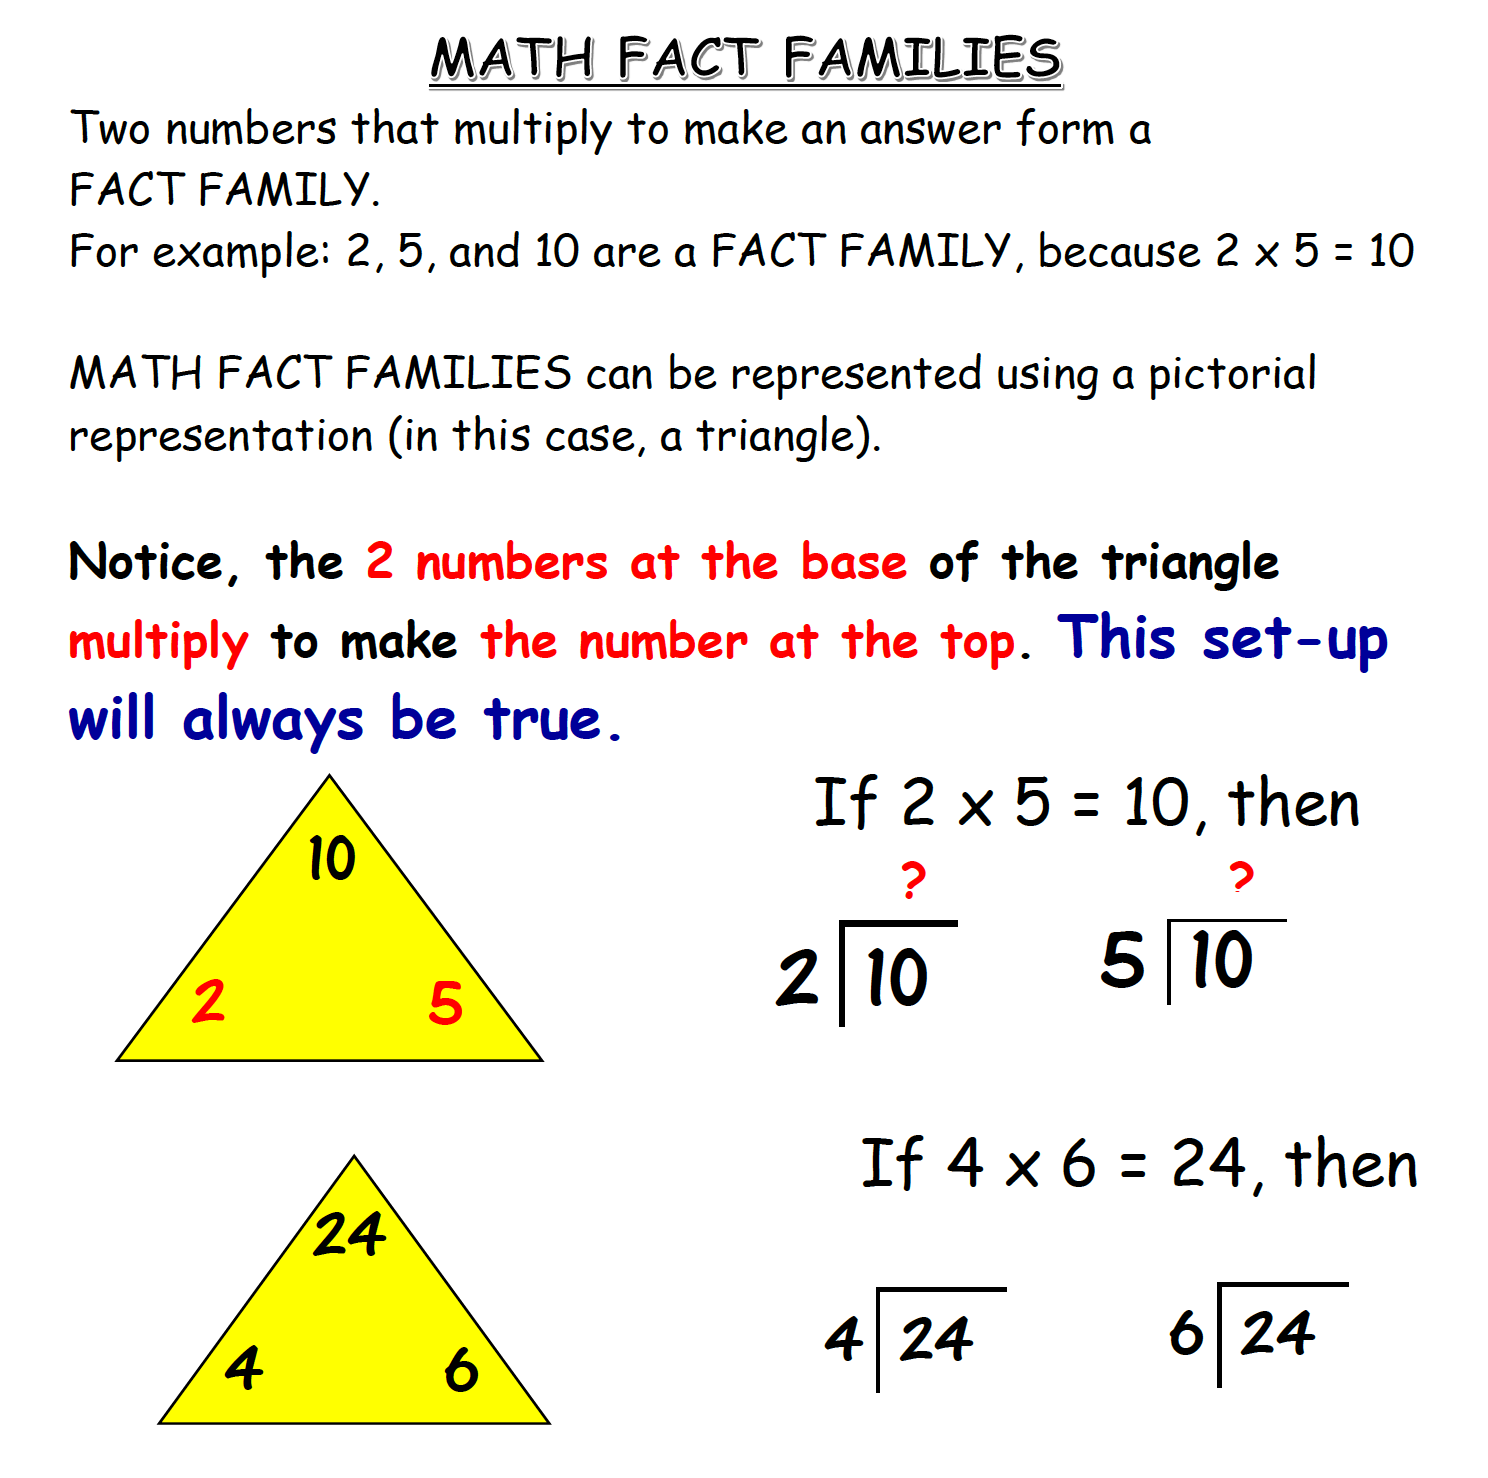 MATH FACT FAMILIES
Two numbers that multiply to make an answer form a
FACT FAMILY.
For example: 2, 5, and 10 are a FACT FAMILY, because 2 x 5 = 10
MATH FACT FAMILIES can be represented using a pictorial
representation (in this case, a triangle).
Notice, the 2 numbers at the base of the triangle
multiply to make the number at the top. This set-up
will always be true.
10
2 5
If 2 x 5 = 10, then
? ?
2 10 5 10
24
4 6
If 4 x 6 = 24, then
4 24 6 24